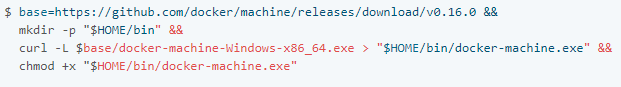 $ base=https://github.com/docker/machine/releases/download/v0.16.0 &&
mkdir -p "$HOME/bin" &&
curl -L $base/docker-machine-Windows-x86_64.exe > "$HOME/bin/docker-machine.exe" &&
chmod +x "$HOME/bin/docker-machine.exe"